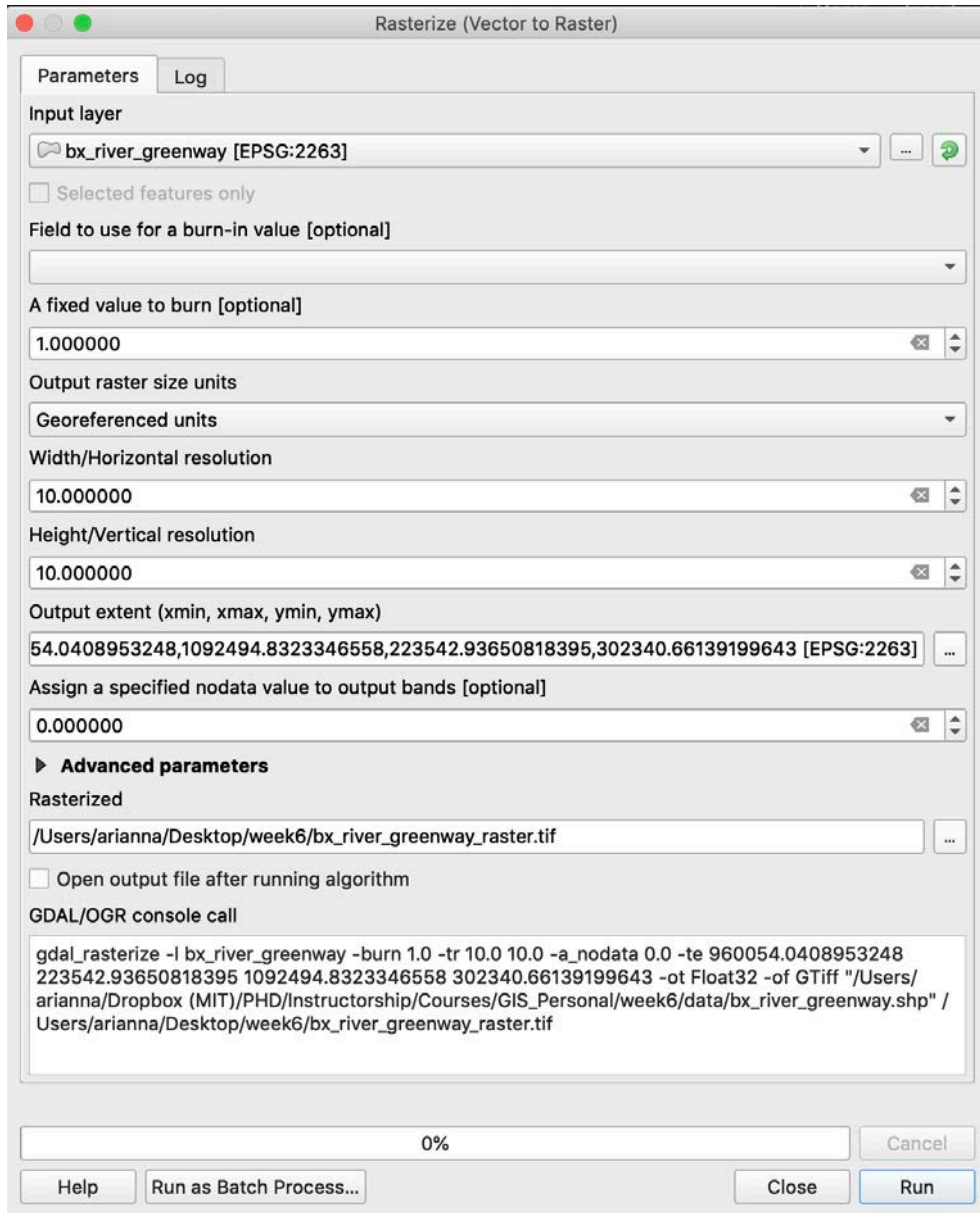 Rasterize (Vector to Raster)
Parameters
Log
Input layer
bx_river_greenway [EPSG:2263]
...
Selected features only
Field to use for a burn-in value [optional]
A fixed value to burn [optional]
1.000000
Output raster size units
Georeferenced units
Width/Horizontal resolution
10.000000
Height/Vertical resolution
10.000000
Output extent (xmin, xmax, ymin, ymax)
54.0408953248,1092494.8323346558,223542.93650818395,302340.66139199643 [EPSG:2263]
...
Assign a specified nodata value to output bands [optional]
0.000000
Advanced parameters
Rasterized
/Users/arianna/Desktop/week6/bx_river_greenway_raster.tif
...
Open output file after running algorithm
GDAL/OGR console call
gdal_rasterize -l bx_river_greenway -burn 1.0 -tr 10.0 10.0 -a_nodata 0.0 -te 960054.0408953248
223542.93650818395 1092494.8323346558 302340.66139199643 -ot Float32 -of GTiff "/Users/
arianna/Dropbox (MIT)/PHD/Instructorship/Courses/GIS_Personal/week6/data/bx_river_greenway.shp" /
Users/arianna/Desktop/week6/bx_river_greenway_raster.tif
0%
Cancel
Help
Run as Batch Process...
Close
Run